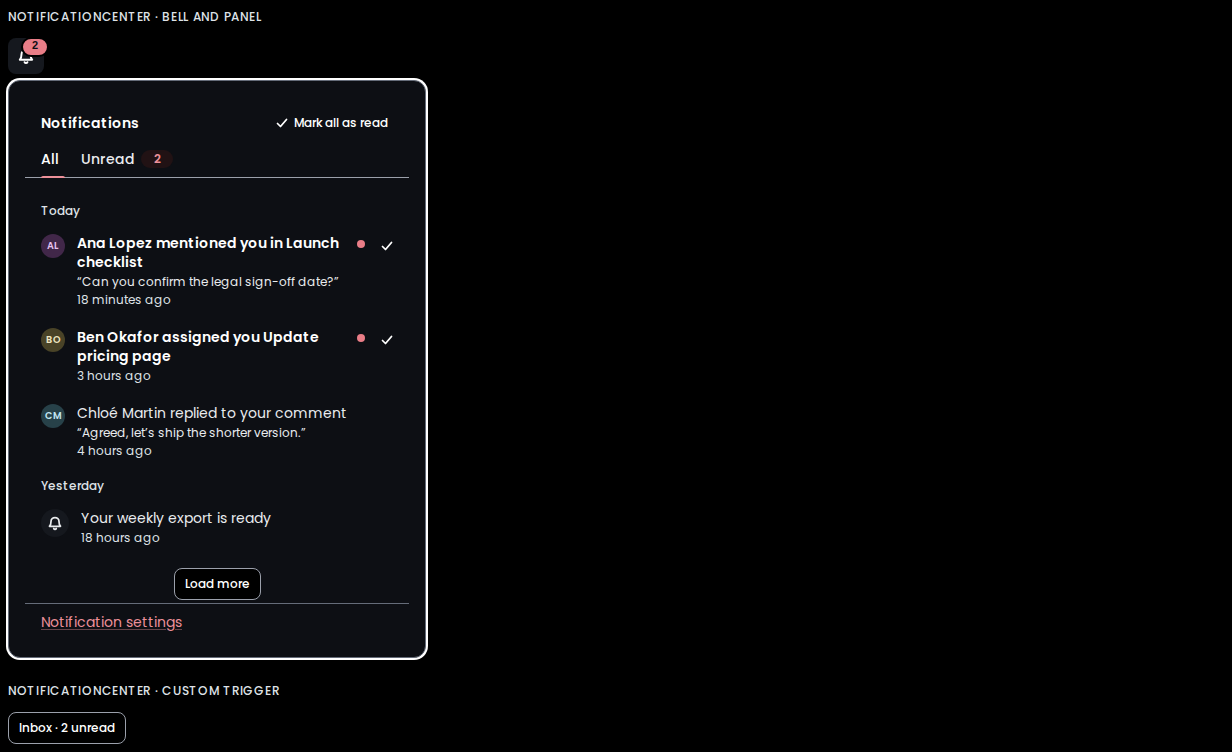 NOTIFICATIONCENTER · BELL AND PANEL
2
Notifications
Mark all as read
All
Unread
2
Today
AL
Ana Lopez mentioned you in Launch
checklist
“Can you confirm the legal sign-off date?”
18 minutes ago
BO
Ben Okafor assigned you Update
pricing page
3 hours ago
CM
Chloé Martin replied to your comment
“Agreed, let’s ship the shorter version.”
4 hours ago
Yesterday
Your weekly export is ready
18 hours ago
Load more
Notification settings
NOTIFICATIONCENTER · CUSTOM TRIGGER
Inbox · 2 unread